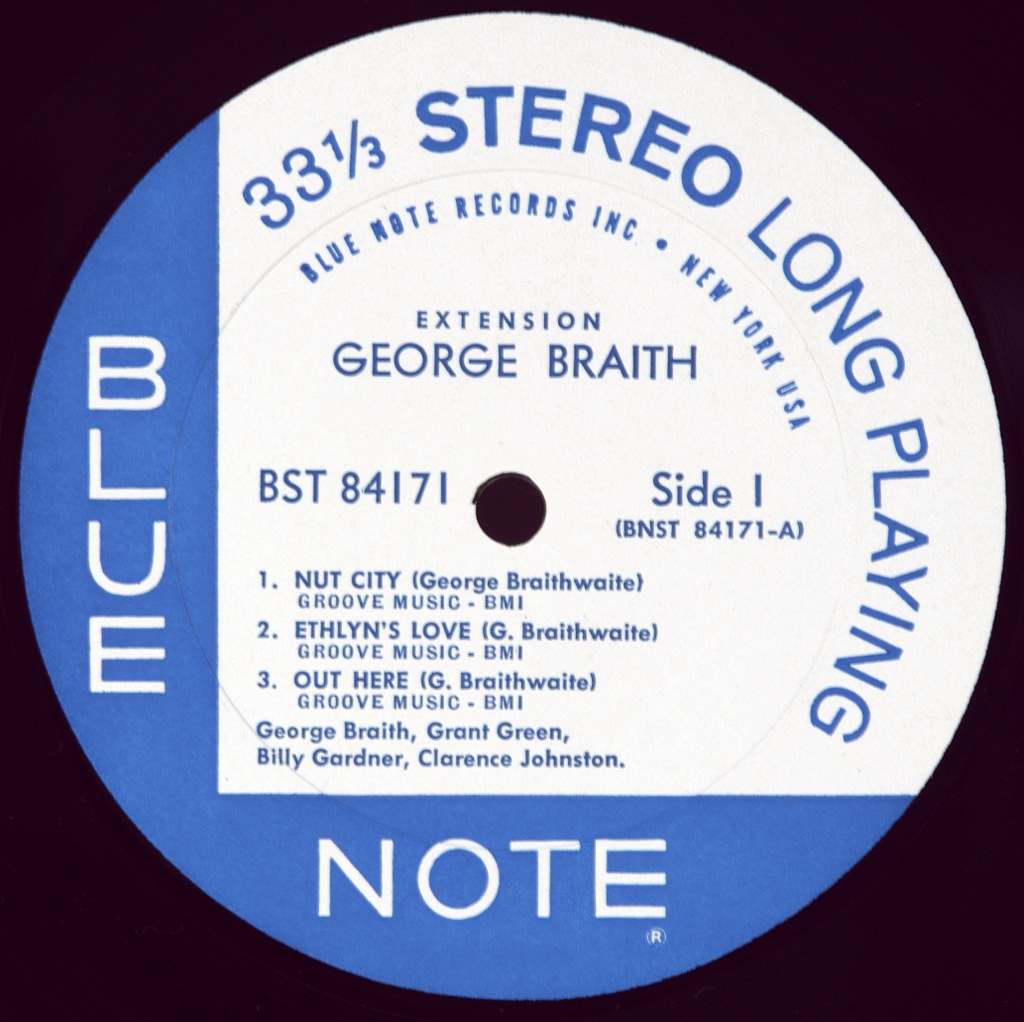 33⅓ STEREO LONG PLAYING
BLUE NOTE RECORDS INC • NEW YORK USA
EXTENSION
GEORGE BRAITH
BST 84171
Side 1
(BNST 84171-A)
1. NUT CITY (George Braithwaite)
GROOVE MUSIC - BMI
2. ETHLYN'S LOVE (G. Braithwaite)
GROOVE MUSIC - BMI
3. OUT HERE (G. Braithwaite)
GROOVE MUSIC - BMI
George Braith, Grant Green,
Billy Gardner, Clarence Johnston.
BLUE
NOTE
®